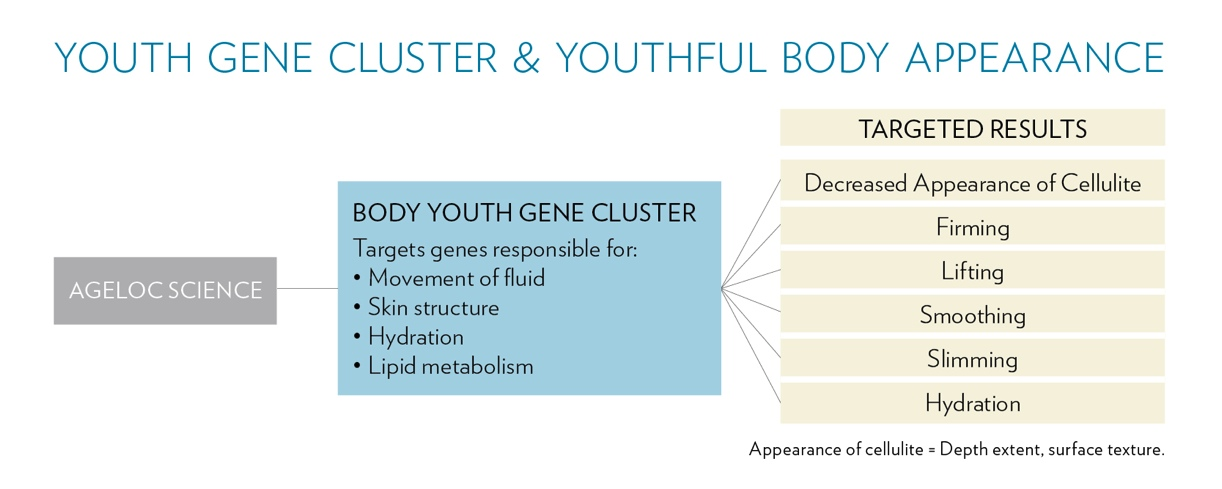 YOUTH GENE CLUSTER & YOUTHFUL BODY APPEARANCE
AGELOC SCIENCE
BODY YOUTH GENE CLUSTER
Targets genes responsible for:
• Movement of fluid
• Skin structure
• Hydration
• Lipid metabolism
TARGETED RESULTS
Decreased Appearance of Cellulite
Firming
Lifting
Smoothing
Slimming
Hydration
Appearance of cellulite = Depth extent, surface texture.